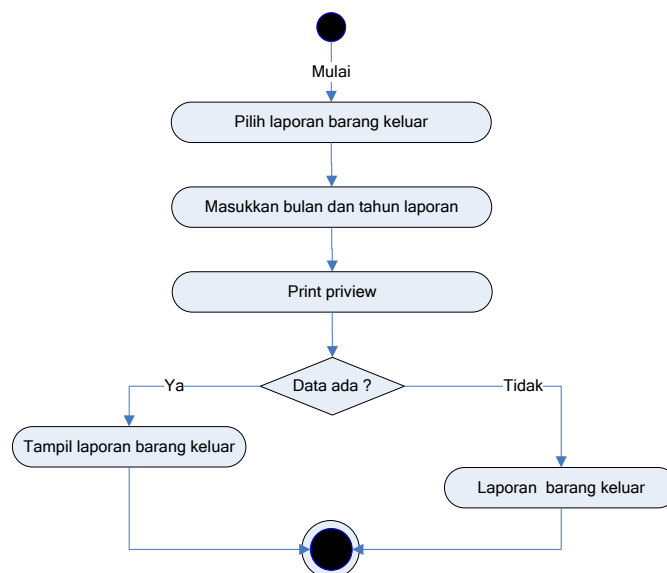 Mulai
Pilih laporan barang keluar
Masukkan bulan dan tahun laporan
Print priview
Data ada ?
Ya
Tidak
Tampil laporan barang keluar
Laporan  barang keluar